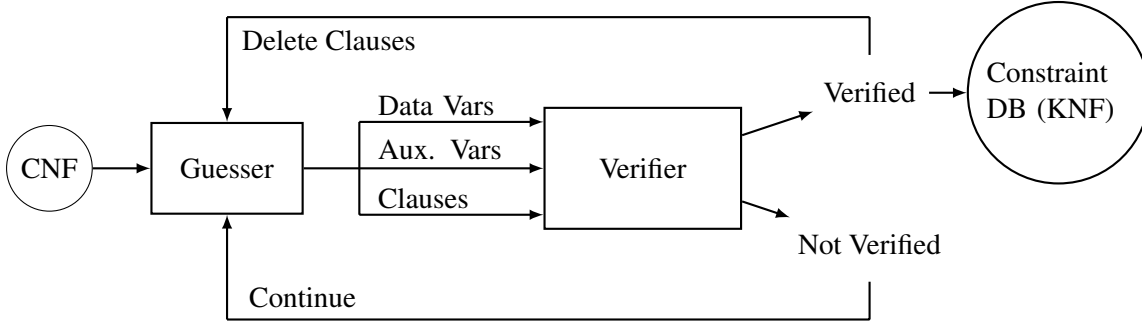 Delete Clauses
Constraint
DB (KNF)
Verified
Data Vars
CNF
Guesser
Aux. Vars
Verifier
Clauses
Not Verified
Continue